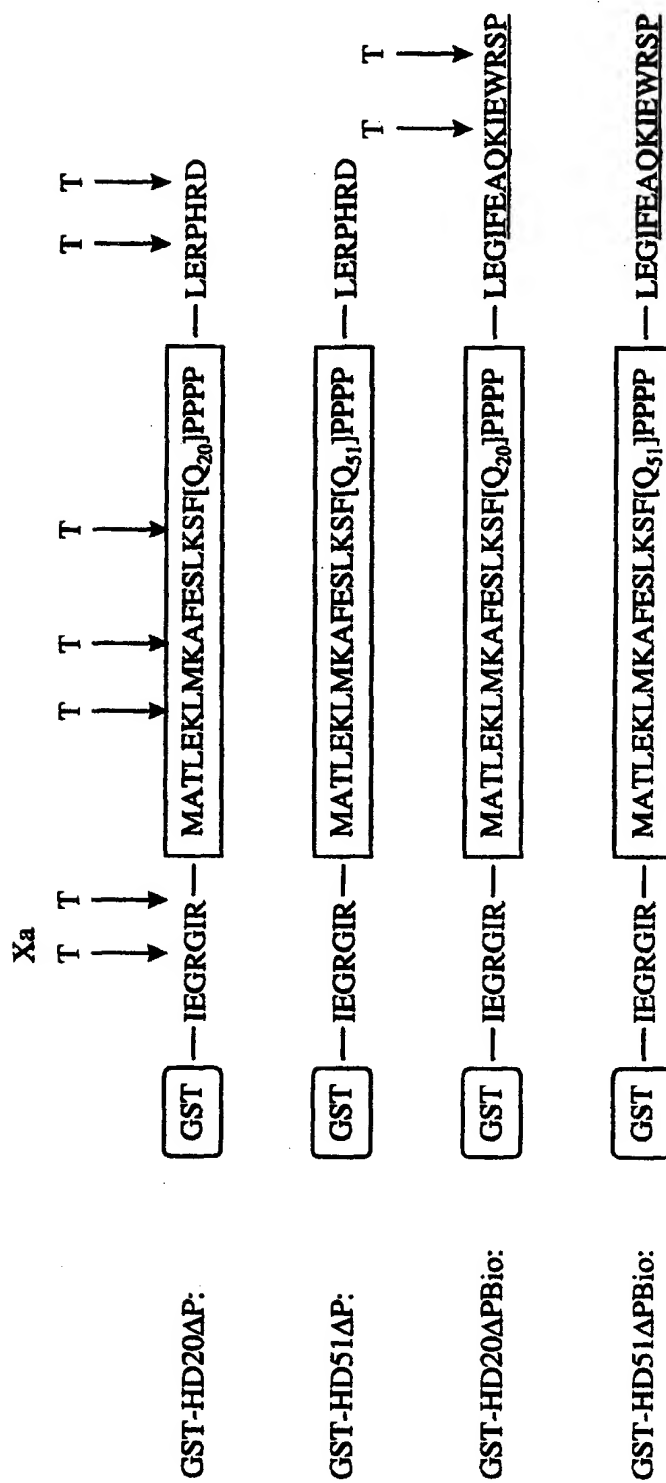 Xa
T T T T T T T
GST-HD20ΔP: GST — IEGRGIR — MATLEKLMKAFESLKSF[Q20]PPPP — LERPHRD
GST-HD51ΔP: GST — IEGRGIR — MATLEKLMKAFESLKSF[Q51]PPPP — LERPHRD
T T
GST-HD20ΔPBio: GST — IEGRGIR — MATLEKLMKAFESLKSF[Q20]PPPP — LEGIFEAQKIEWRSP
GST-HD51ΔPBio: GST — IEGRGIR — MATLEKLMKAFESLKSF[Q51]PPPP — LEGIFEAQKIEWRSP